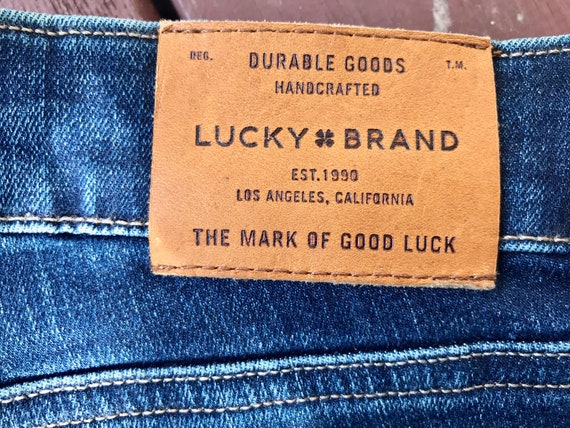 REG. DURABLE GOODS T.M.
HANDCRAFTED
LUCKY BRAND
EST.1990
LOS ANGELES, CALIFORNIA
THE MARK OF GOOD LUCK